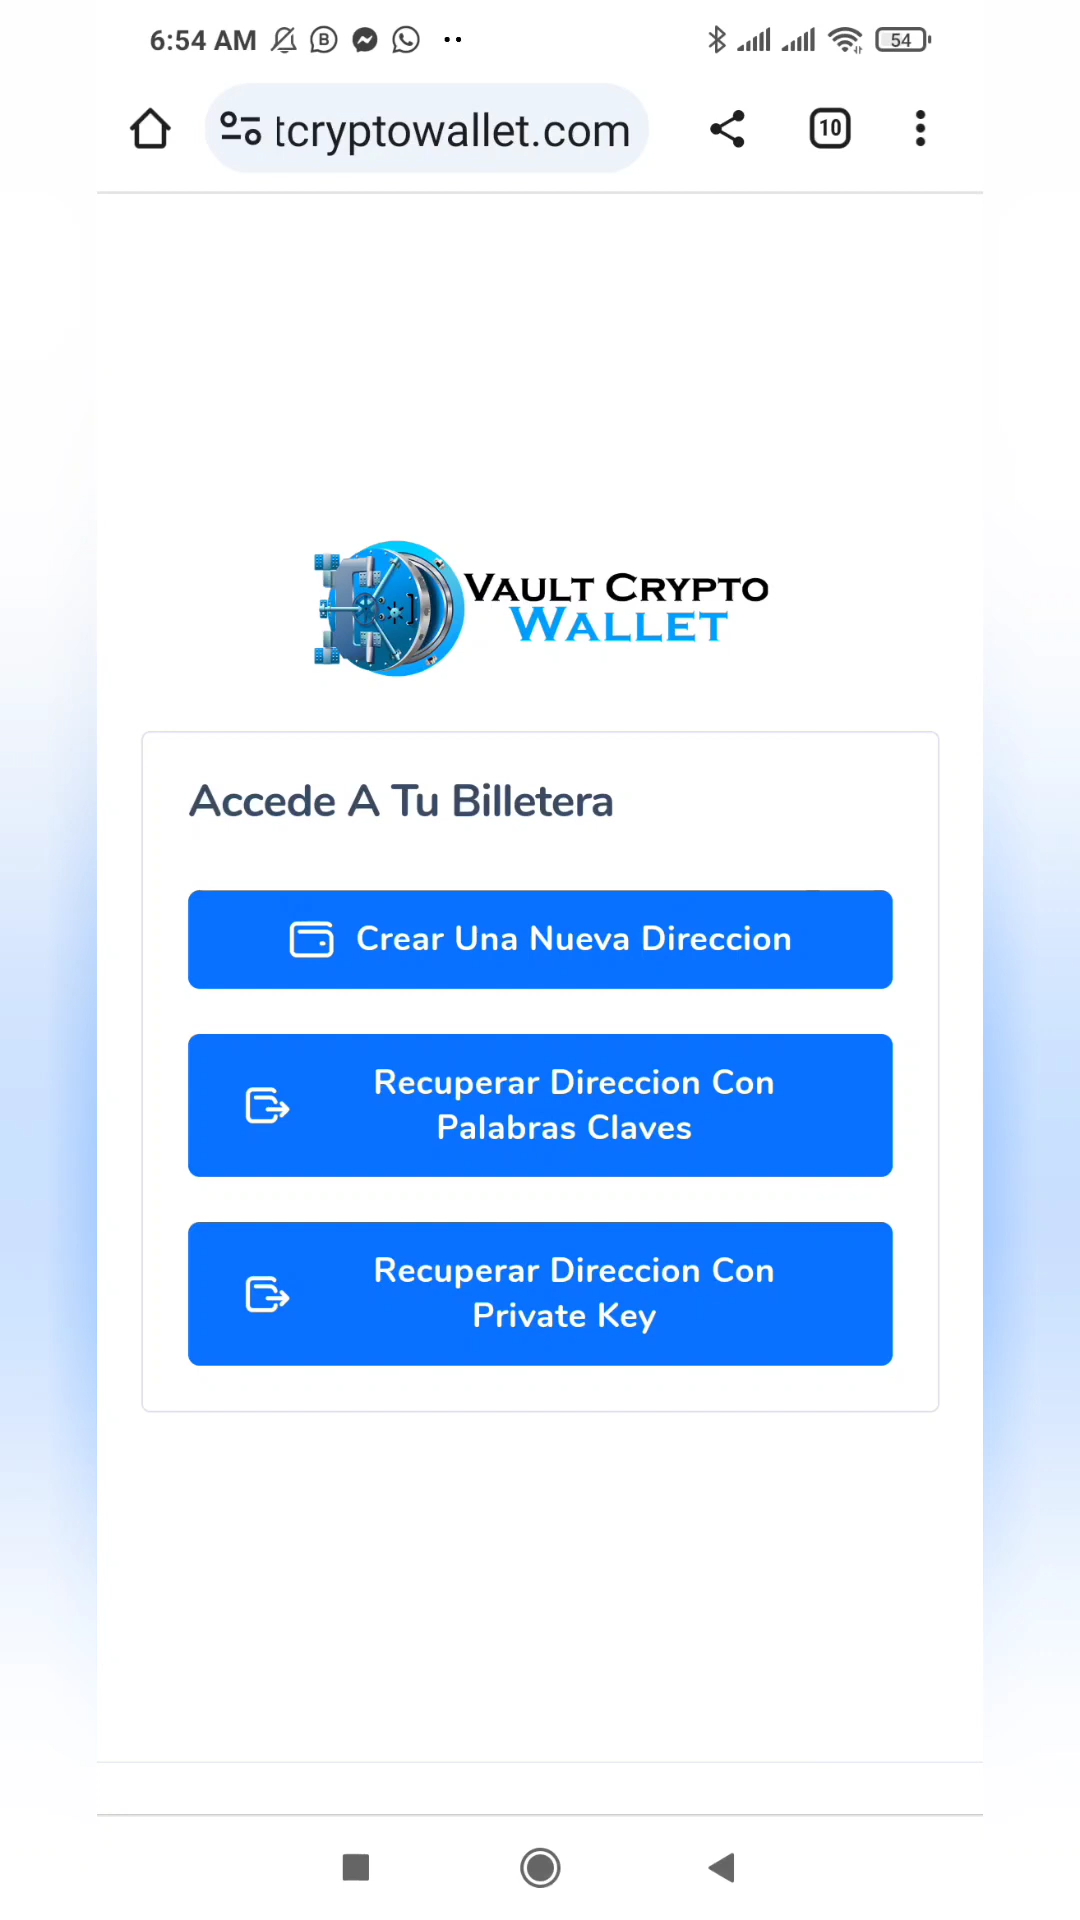 6:54 AM
54
tcryptowallet.com
10
VAULT CRYPTO
WALLET
Accede A Tu Billetera
Crear Una Nueva Direccion
Recuperar Direccion Con
Palabras Claves
Recuperar Direccion Con
Private Key